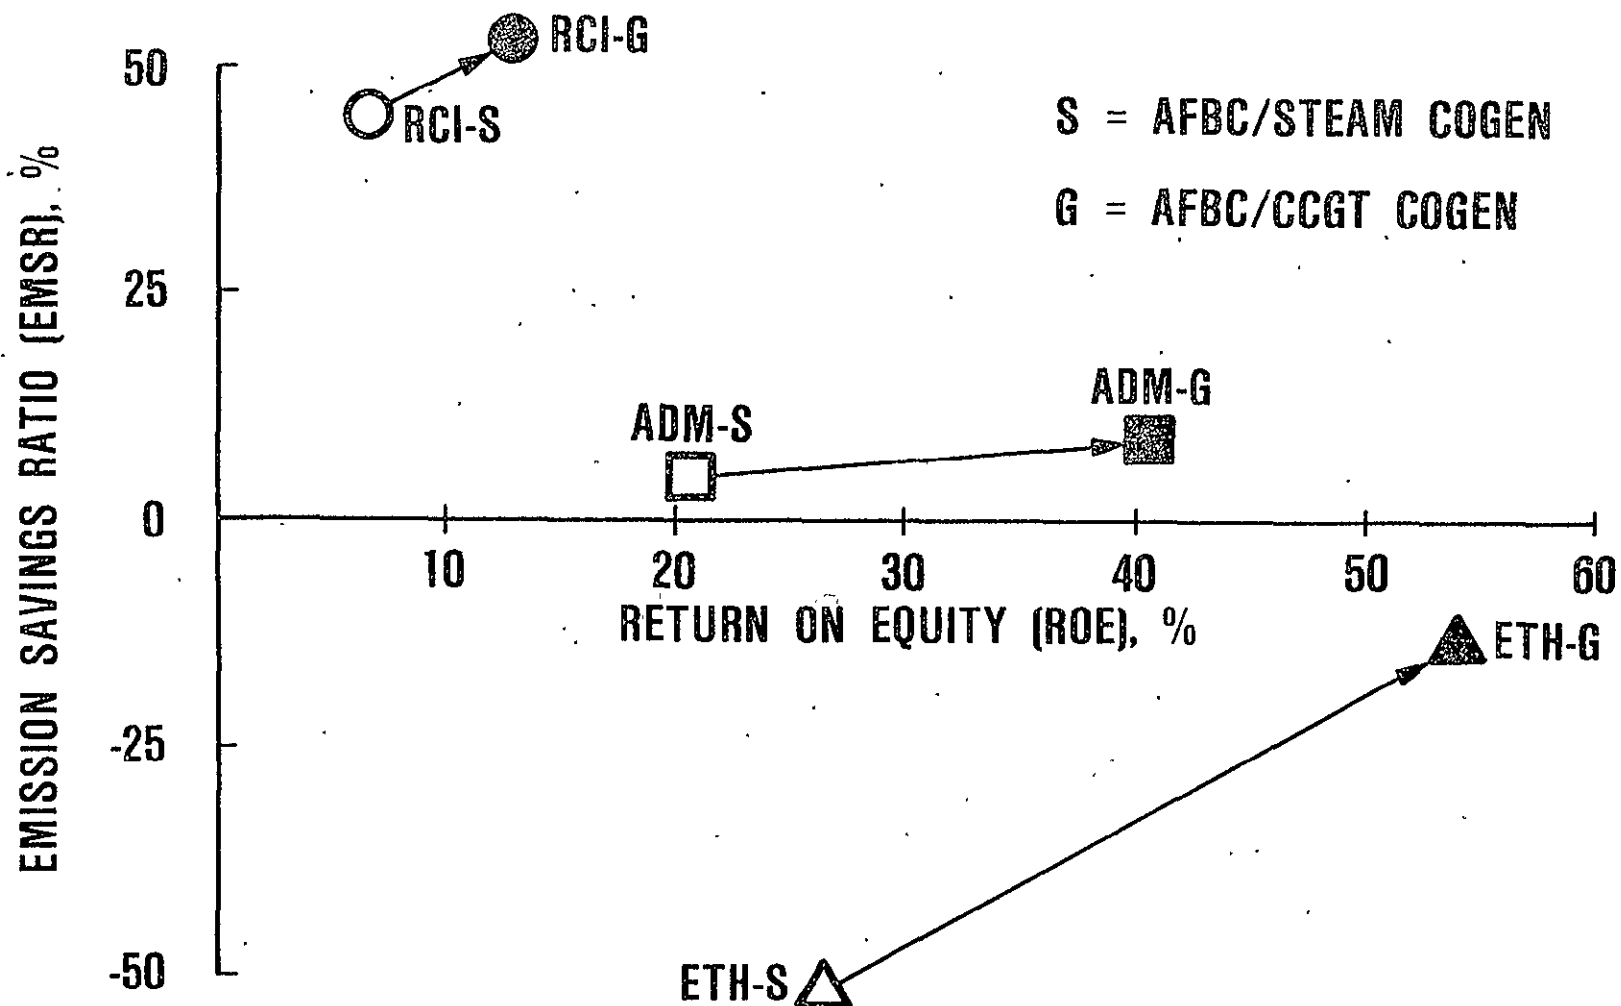 RCI-G
50
RCI-S
S = AFBC/STEAM COGEN
G = AFBC/CCGT COGEN
25
ADM-G
ADM-S
0
10 20 30 40 50 60
RETURN ON EQUITY (ROE), %
ETH-G
-25
-50
ETH-S
EMISSION SAVINGS RATIO (EMSR), %